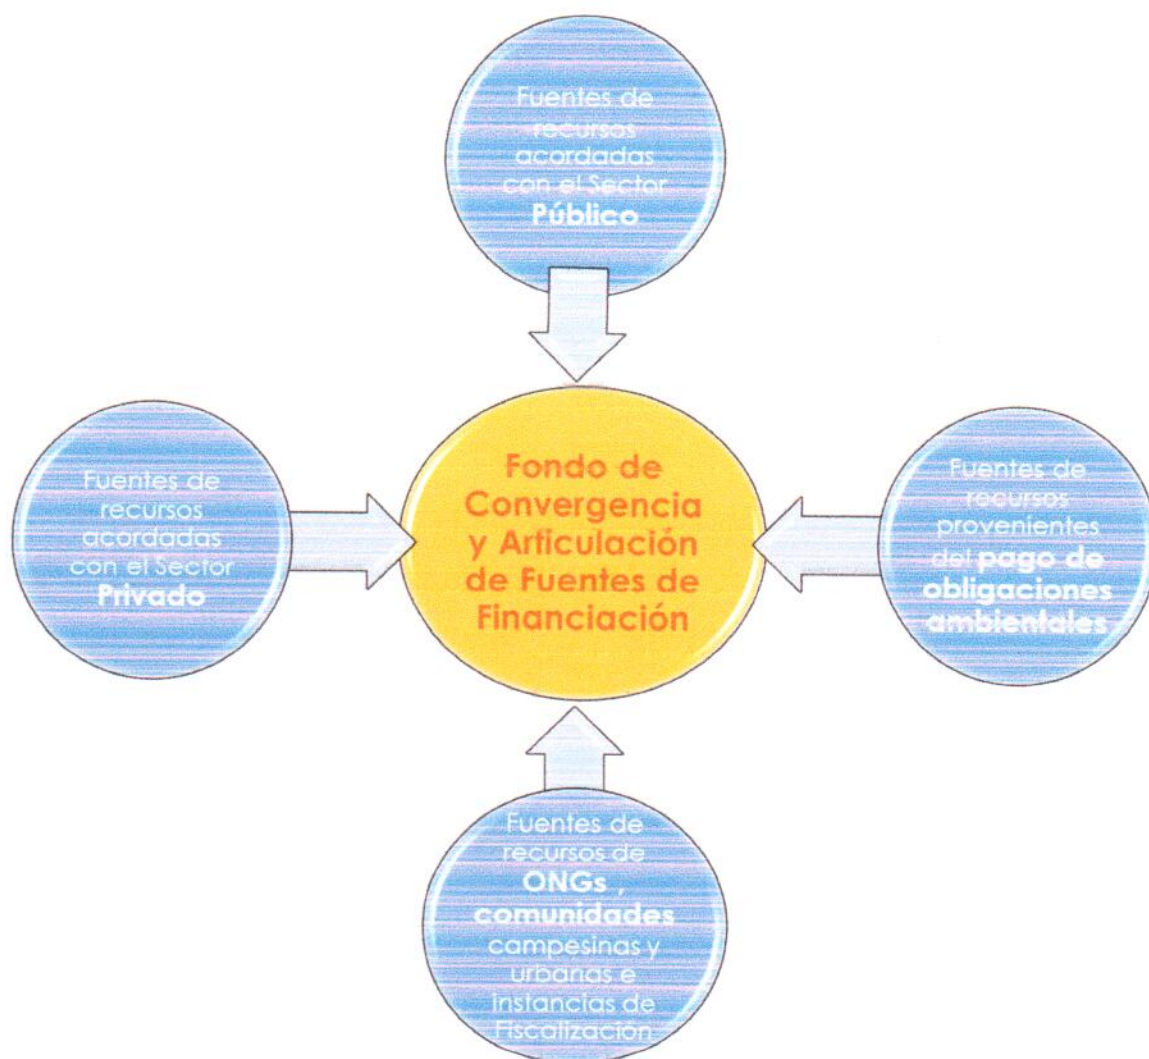 Fuentes de
recursos
acordadas
con el Sector
Público
Fuentes de
recursos
acordadas
con el Sector
Privado
Fondo de
Convergencia
y Articulación
de Fuentes de
Financiación
Fuentes de
recursos
provenientes
del pago de
obligaciones
ambientales
Fuentes de
recursos de
ONGs ,
comunidades
campesinas y
urbanas e
instancias de
Fiscalización